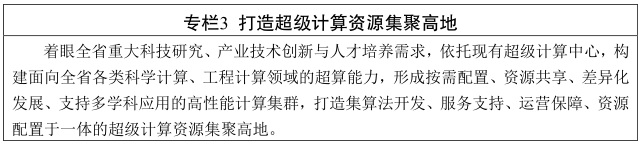 专栏3 打造超级计算资源集聚高地
着眼全省重大科技研究、产业技术创新与人才培养需求，依托现有超级计算中心，构
建面向全省各类科学计算、工程计算领域的超算能力，形成按需配置、资源共享、差异化
发展、支持多学科应用的高性能计算集群，打造集算法开发、服务支持、运营保障、资源
配置于一体的超级计算资源集聚高地。